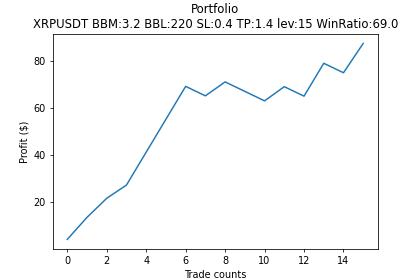 Portfolio
XRPUSDT BBM:3.2 BBL:220 SL:0.4 TP:1.4 lev:15 WinRatio:69.0
80
60
40
20
Profit ($)
0 2 4 6 8 10 12 14
Trade counts